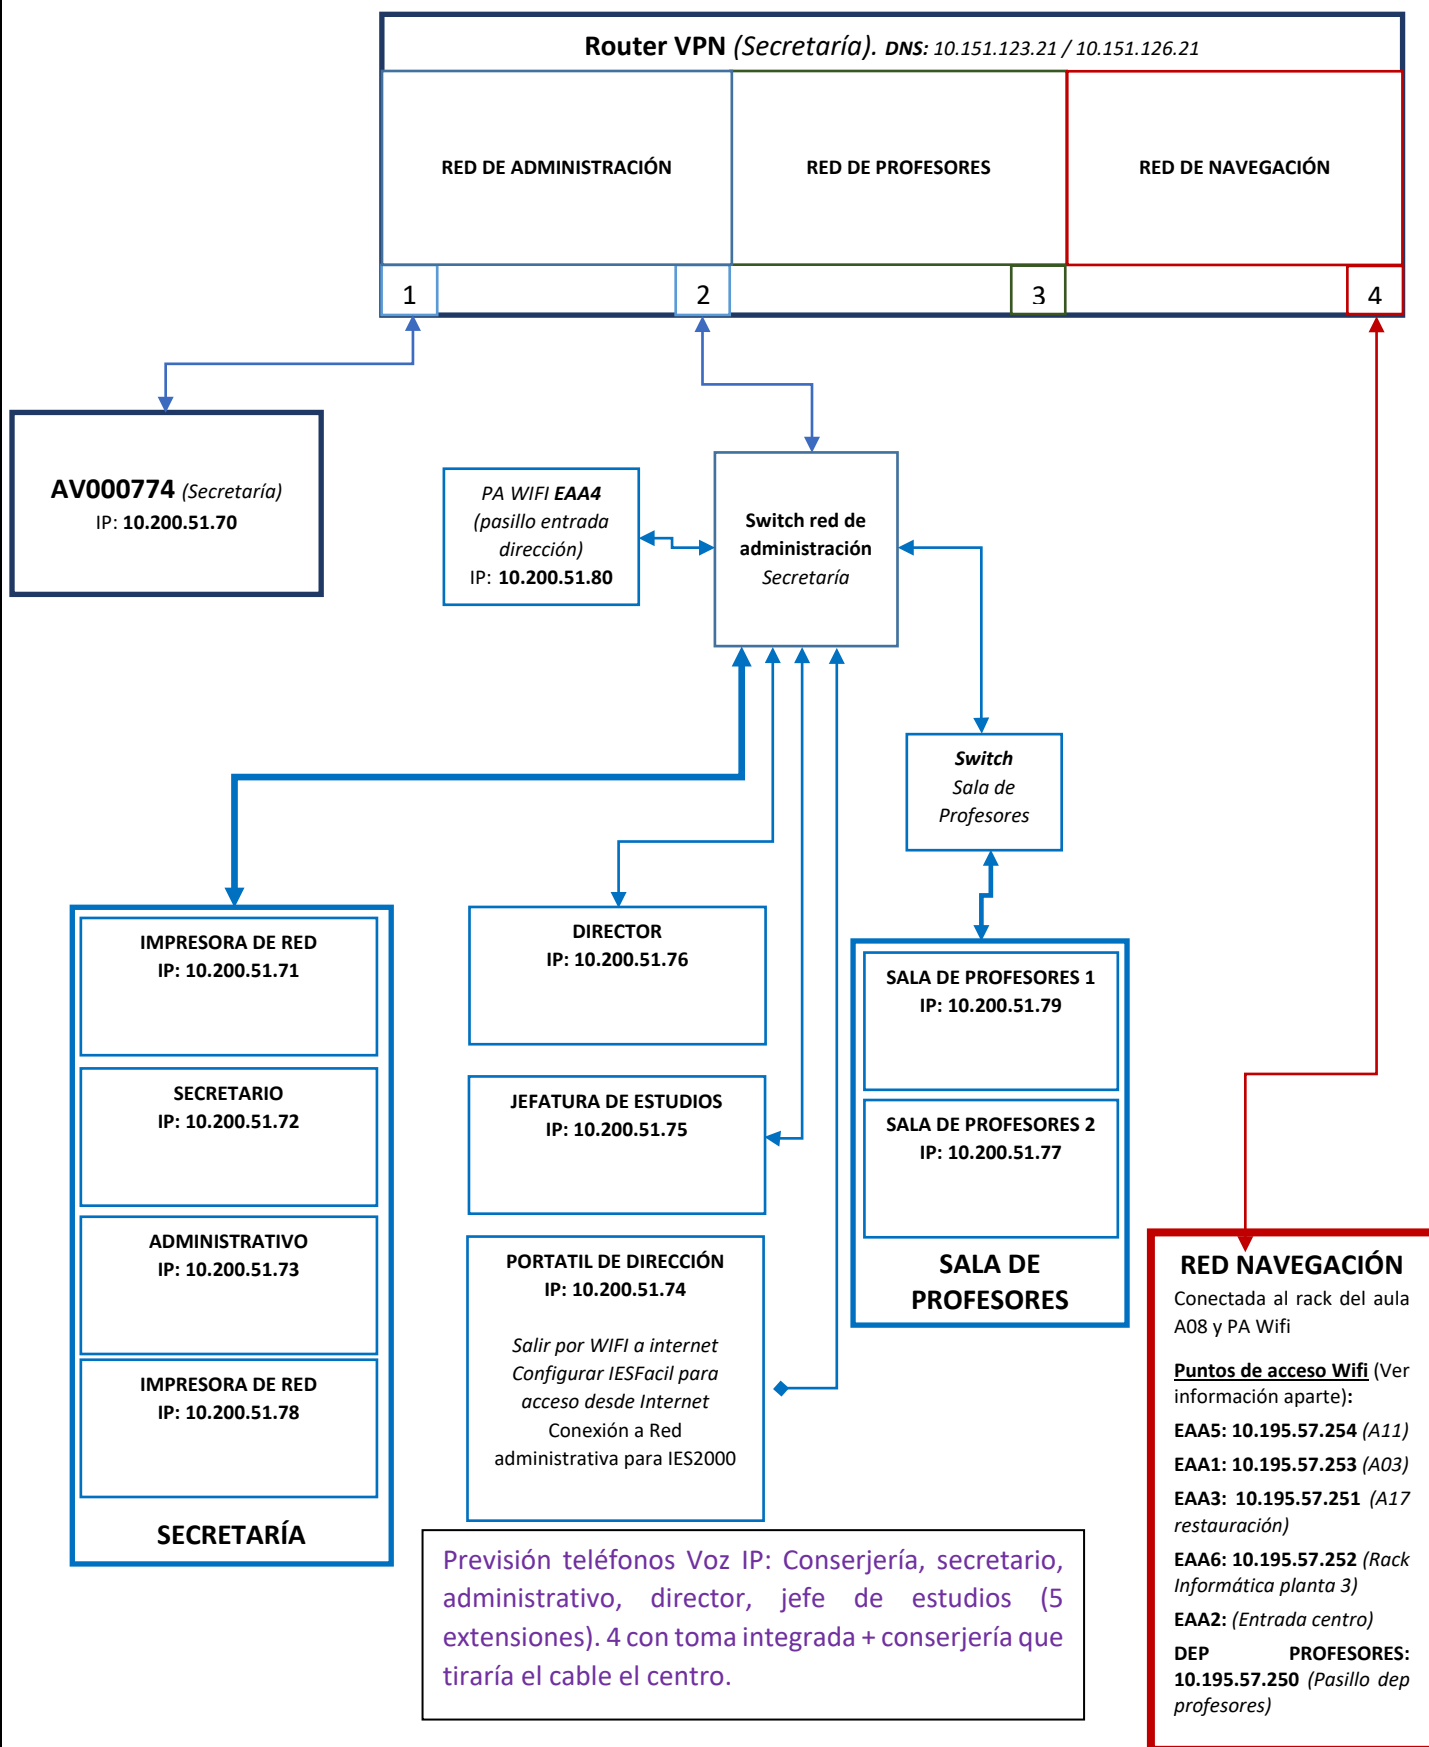 Router VPN (Secretaría). DNS: 10.151.123.21 / 10.151.126.21
RED DE ADMINISTRACIÓN
RED DE PROFESORES
RED DE NAVEGACIÓN
1
2
3
4
AV000774 (Secretaría)
IP: 10.200.51.70
PA WIFI EAA4
(pasillo entrada
dirección)
IP: 10.200.51.80
Switch red de
administración
Secretaría
Switch
Sala de
Profesores
IMPRESORA DE RED
IP: 10.200.51.71
SECRETARIO
IP: 10.200.51.72
ADMINISTRATIVO
IP: 10.200.51.73
IMPRESORA DE RED
IP: 10.200.51.78
SECRETARÍA
DIRECTOR
IP: 10.200.51.76
JEFATURA DE ESTUDIOS
IP: 10.200.51.75
PORTATIL DE DIRECCIÓN
IP: 10.200.51.74
Salir por WIFI a internet
Configurar IESFacil para
acceso desde Internet
Conexión a Red
administrativa para IES2000
SALA DE PROFESORES 1
IP: 10.200.51.79
SALA DE PROFESORES 2
IP: 10.200.51.77
SALA DE
PROFESORES
RED NAVEGACIÓN
Conectada al rack del aula
A08 y PA Wifi
Puntos de acceso Wifi (Ver
información aparte):
EAA5: 10.195.57.254 (A11)
EAA1: 10.195.57.253 (A03)
EAA3: 10.195.57.251 (A17
restauración)
EAA6: 10.195.57.252 (Rack
Informática planta 3)
EAA2: (Entrada centro)
DEP PROFESORES:
10.195.57.250 (Pasillo dep
profesores)
Previsión teléfonos Voz IP: Conserjería, secretario,
administrativo, director, jefe de estudios (5
extensiones). 4 con toma integrada + conserjería que
tiraría el cable el centro.